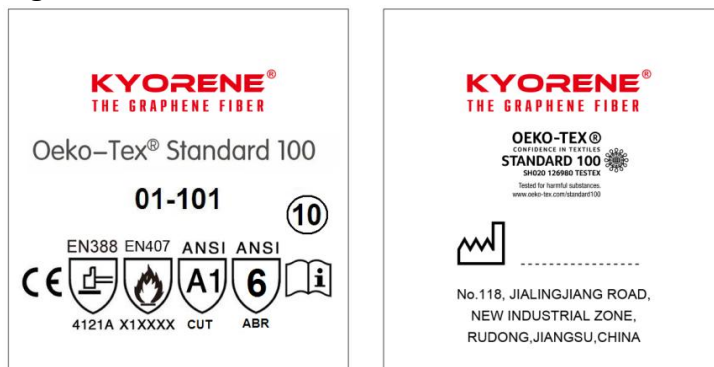 KYORENE®
THE GRAPHENE FIBER
Oeko-Tex® Standard 100
01-101
10
EN388 EN407 ANSI ANSI
CE A1 6 i
4121A X1XXXX CUT ABR
KYORENE®
THE GRAPHENE FIBER
OEKO-TEX®
CONFIDENCE IN TEXTILES
STANDARD 100
SH020 126980 TESTEX
Tested for harmful substances.
www.oeko-tex.com/standard100
No.118, JIALINGJIANG ROAD,
NEW INDUSTRIAL ZONE,
RUDONG,JIANGSU,CHINA